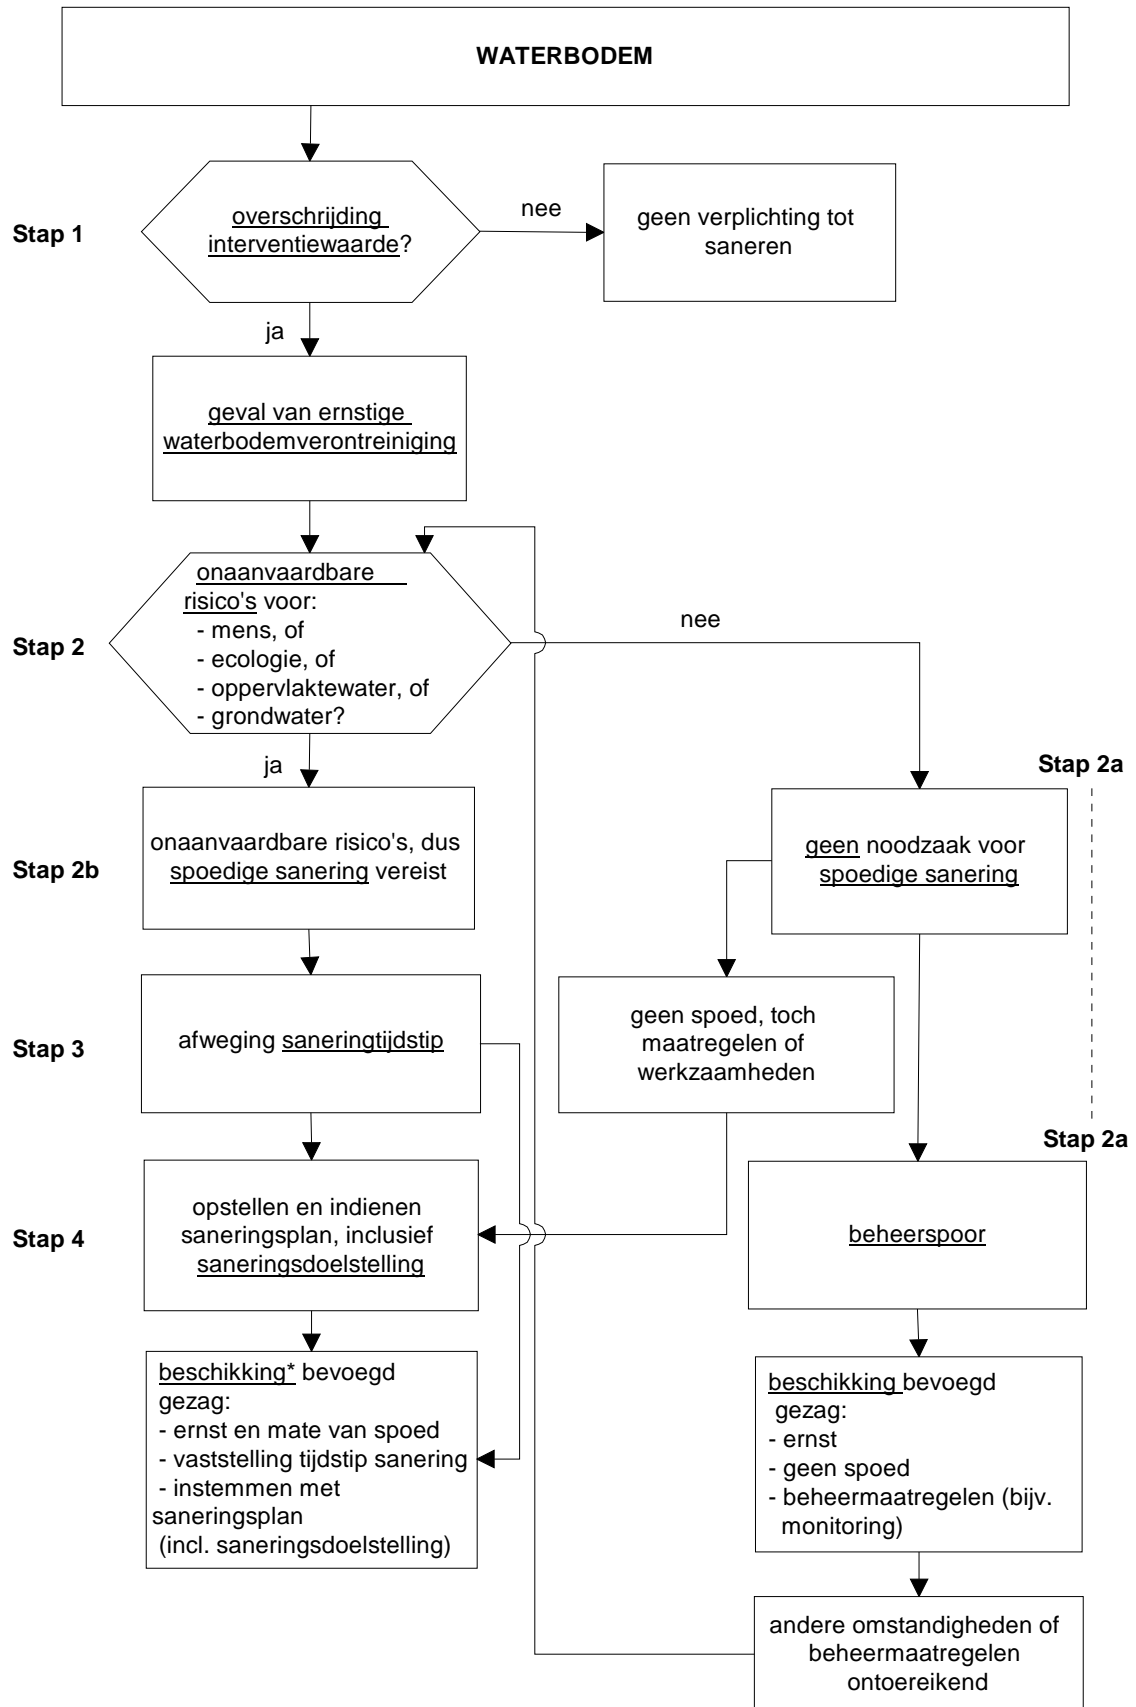 WATERBODEM
Stap 1
overschrijding
interventiewaarde?
nee
geen verplichting tot
saneren
ja
geval van ernstige
waterbodemverontreiniging
Stap 2
onaanvaardbare
risico's voor:
- mens, of
- ecologie, of
- oppervlaktewater, of
- grondwater?
nee
ja
Stap 2a
Stap 2b
onaanvaardbare risico's, dus
spoedige sanering vereist
geen noodzaak voor
spoedige sanering
Stap 3
afweging saneringtijdstip
geen spoed, toch
maatregelen of
werkzaamheden
Stap 2a
Stap 4
opstellen en indienen
saneringsplan, inclusief
saneringsdoelstelling
beheerspoor
beschikking* bevoegd
gezag:
- ernst en mate van spoed
- vaststelling tijdstip sanering
- instemmen met
saneringsplan
(incl. saneringsdoelstelling)
beschikking bevoegd
gezag:
- ernst
- geen spoed
- beheermaatregelen (bijv.
monitoring)
andere omstandigheden of
beheermaatregelen
ontoereikend